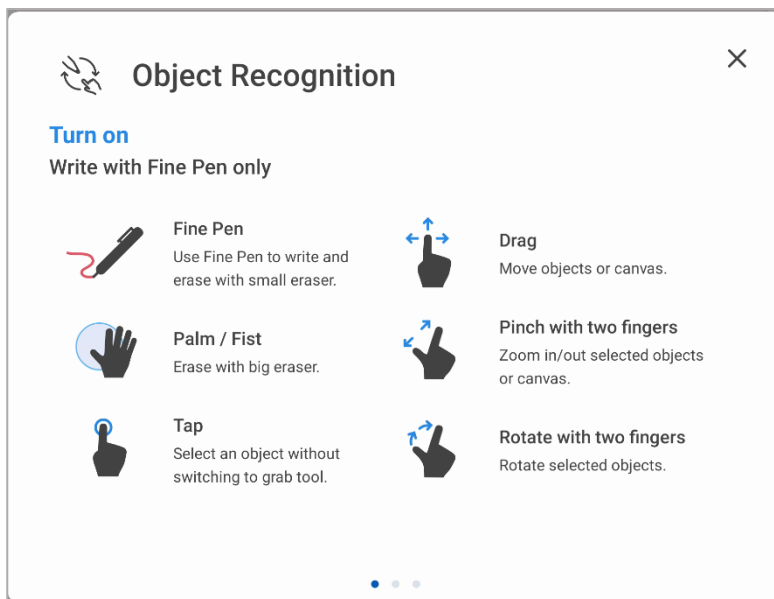 Object Recognition
Turn on
Write with Fine Pen only
Fine Pen
Use Fine Pen to write and
erase with small eraser.
Palm / Fist
Erase with big eraser.
Tap
Select an object without
switching to grab tool.
Drag
Move objects or canvas.
Pinch with two fingers
Zoom in/out selected objects
or canvas.
Rotate with two fingers
Rotate selected objects.